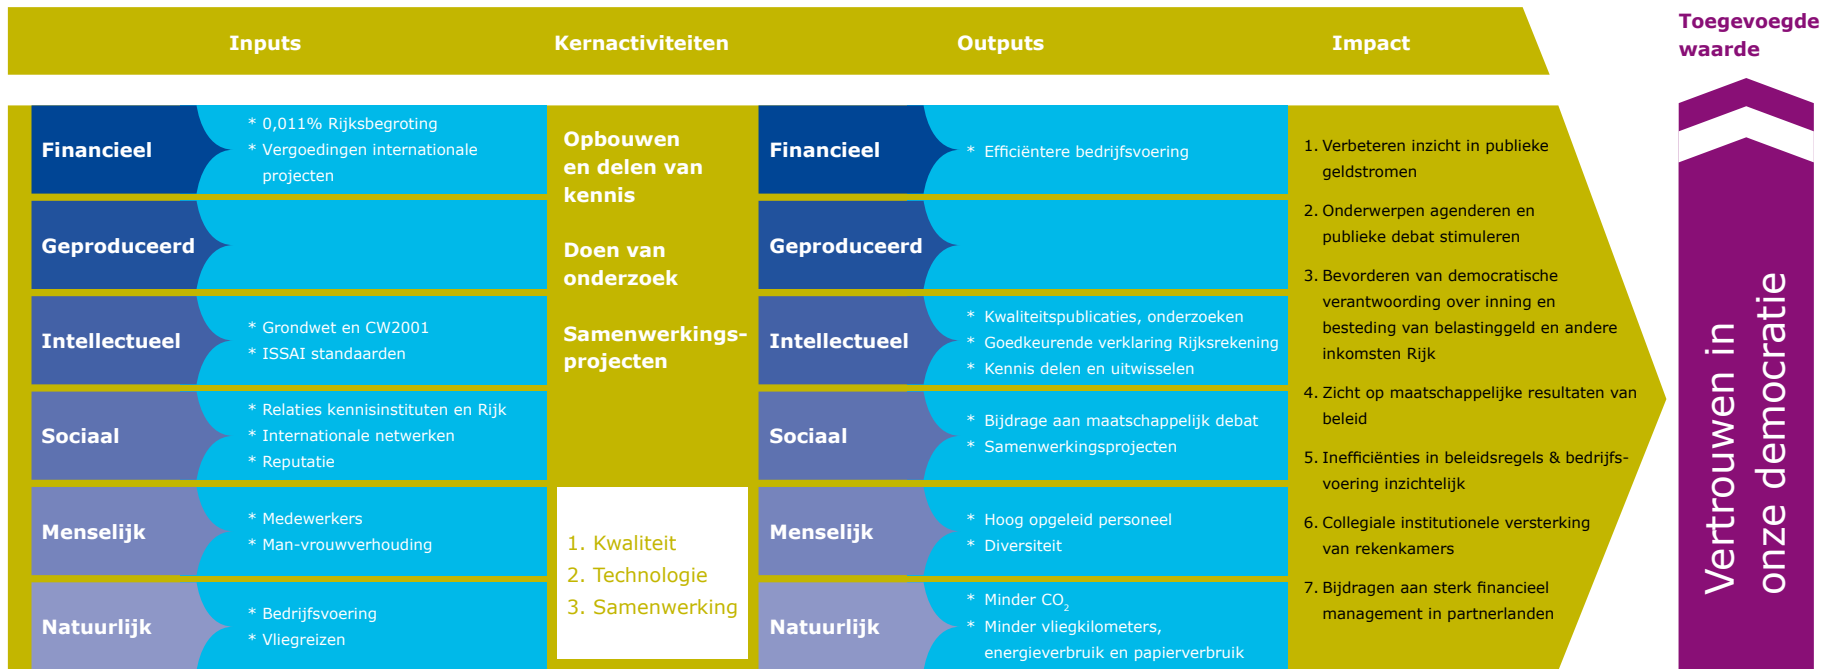 Inputs
Kernactiviteiten
Outputs
Impact
Toegevoegde
waarde
Financieel
* 0,011% Rijksbegroting
* Vergoedingen internationale
projecten
Geproduceerd
Intellectueel
* Grondwet en CW2001
* ISSAI standaarden
Sociaal
* Relaties kennisinstituten en Rijk
* Internationale netwerken
* Reputatie
Menselijk
* Medewerkers
* Man-vrouwverhouding
Natuurlijk
* Bedrijfsvoering
* Vliegreizen
Opbouwen
en delen van
kennis
Doen van
onderzoek
Samenwerkings-
projecten
1. Kwaliteit
2. Technologie
3. Samenwerking
Financieel
* Efficiëntere bedrijfsvoering
Geproduceerd
Intellectueel
* Kwaliteitspublicaties, onderzoeken
* Goedkeurende verklaring Rijksrekening
* Kennis delen en uitwisselen
Sociaal
* Bijdrage aan maatschappelijk debat
* Samenwerkingsprojecten
Menselijk
* Hoog opgeleid personeel
* Diversiteit
Natuurlijk
* Minder CO₂
* Minder vliegkilometers,
energieverbruik en papierverbruik
1. Verbeteren inzicht in publieke
geldstromen
2. Onderwerpen agenderen en
publieke debat stimuleren
3. Bevorderen van democratische
verantwoording over inning en
besteding van belastinggeld en andere
inkomsten Rijk
4. Zicht op maatschappelijke resultaten van
beleid
5. Inefficiënties in beleidsregels & bedrijfs-
voering inzichtelijk
6. Collegiale institutionele versterking
van rekenkamers
7. Bijdragen aan sterk financieel
management in partnerlanden
Vertrouwen in
onze democratie